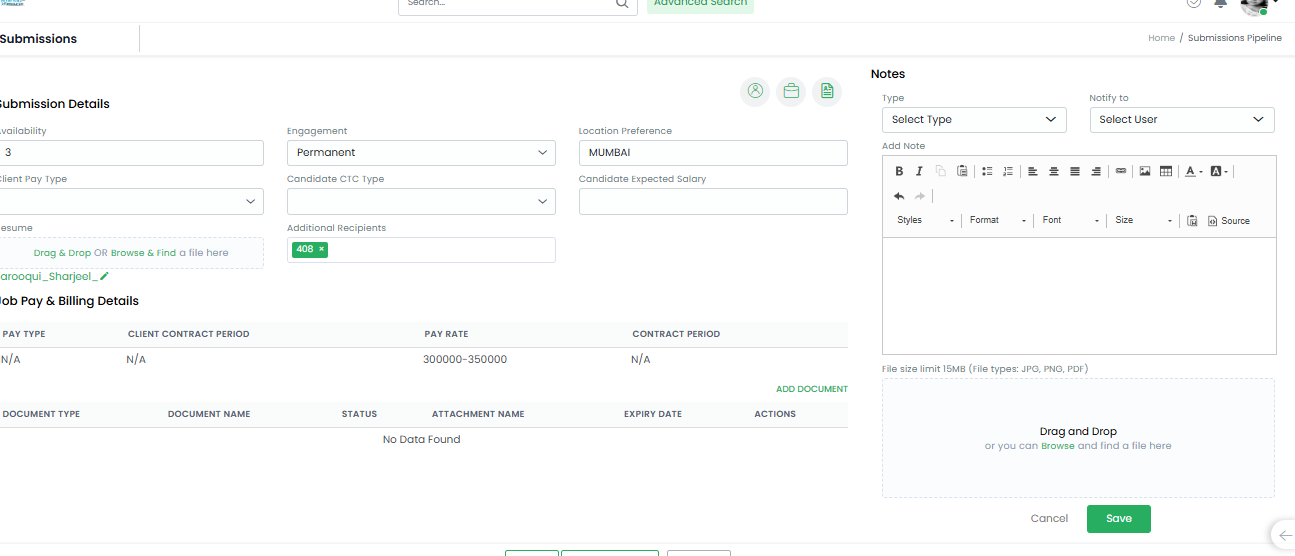 Search...
Advanced Search
Submissions
Home / Submissions Pipeline
Submission Details
Availability
Engagement
Location Preference
3
Permanent
MUMBAI
Client Pay Type
Candidate CTC Type
Candidate Expected Salary
esume
Additional Recipients
Drag & Drop OR Browse & Find a file here
408 ×
arooqui_Sharjeel_
Job Pay & Billing Details
PAY TYPE CLIENT CONTRACT PERIOD PAY RATE CONTRACT PERIOD
N/A N/A 300000-350000 N/A
ADD DOCUMENT
DOCUMENT TYPE DOCUMENT NAME STATUS ATTACHMENT NAME EXPIRY DATE ACTIONS
No Data Found
Notes
Type
Notify to
Select Type
Select User
Add Note
B I A A
Styles Format Font Size Source
File size limit 15MB (File types: JPG, PNG, PDF)
Drag and Drop
or you can Browse and find a file here
Cancel Save